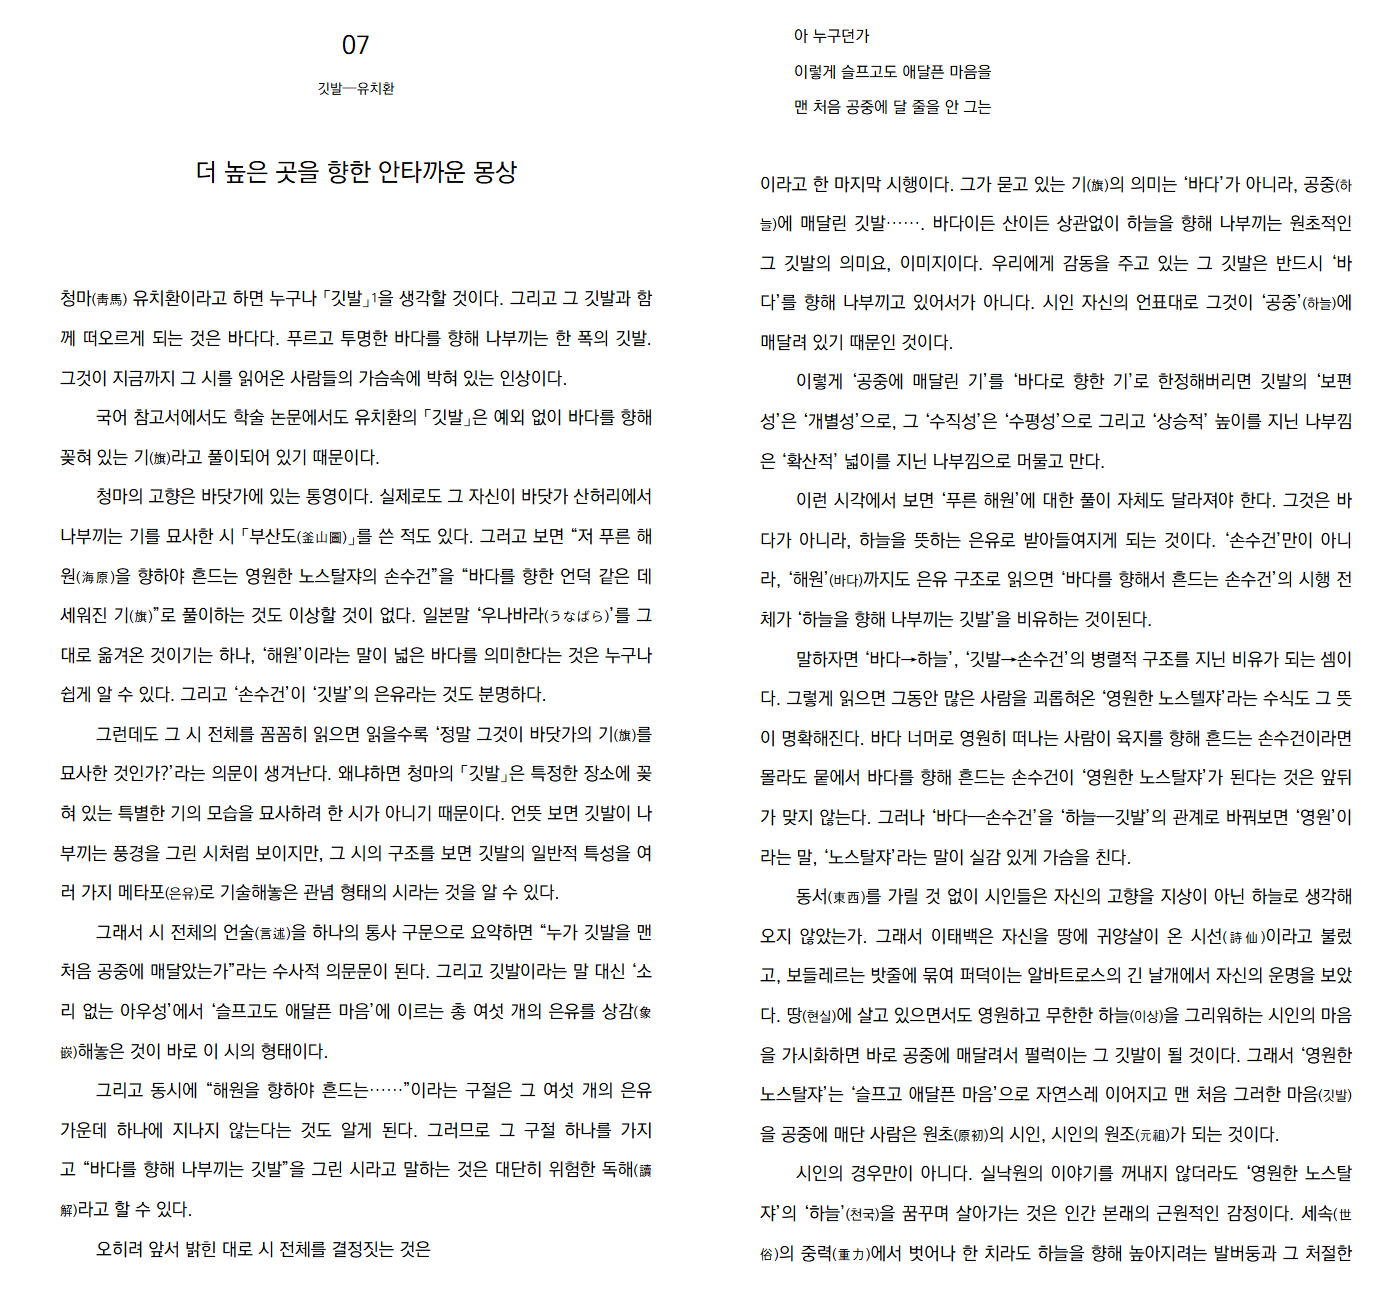 07
깃발—유치환
더 높은 곳을 향한 안타까운 몽상
청마(靑馬) 유치환이라고 하면 누구나 「깃발」1을 생각할 것이다. 그리고 그 깃발과 함
께 떠오르게 되는 것은 바다다. 푸르고 투명한 바다를 향해 나부끼는 한 폭의 깃발.
그것이 지금까지 그 시를 읽어온 사람들의 가슴속에 박혀 있는 인상이다.
국어 참고서에서도 학술 논문에서도 유치환의 「깃발」은 예외 없이 바다를 향해
꽂혀 있는 기(旗)라고 풀이되어 있기 때문이다.
청마의 고향은 바닷가에 있는 통영이다. 실제로도 그 자신이 바닷가 산허리에서
나부끼는 기를 묘사한 시 「부산도(釜山圖)」를 쓴 적도 있다. 그러고 보면 “저 푸른 해
원(海原)을 향하야 흔드는 영원한 노스탈쟈의 손수건”을 “바다를 향한 언덕 같은 데
세워진 기(旗)”로 풀이하는 것도 이상할 것이 없다. 일본말 ‘우나바라(うなばら)’를 그
대로 옮겨온 것이기는 하나, ‘해원’이라는 말이 넓은 바다를 의미한다는 것은 누구나
쉽게 알 수 있다. 그리고 ‘손수건’이 ‘깃발’의 은유라는 것도 분명하다.
그런데도 그 시 전체를 꼼꼼히 읽으면 읽을수록 ‘정말 그것이 바닷가의 기(旗)를
묘사한 것인가?’라는 의문이 생겨난다. 왜냐하면 청마의 「깃발」은 특정한 장소에 꽂
혀 있는 특별한 기의 모습을 묘사하려 한 시가 아니기 때문이다. 언뜻 보면 깃발이 나
부끼는 풍경을 그린 시처럼 보이지만, 그 시의 구조를 보면 깃발의 일반적 특성을 여
러 가지 메타포(은유)로 기술해놓은 관념 형태의 시라는 것을 알 수 있다.
그래서 시 전체의 언술(言述)을 하나의 통사 구문으로 요약하면 “누가 깃발을 맨
처음 공중에 매달았는가”라는 수사적 의문문이 된다. 그리고 깃발이라는 말 대신 ‘소
리 없는 아우성’에서 ‘슬프고도 애달픈 마음’에 이르는 총 여섯 개의 은유를 상감(象
嵌)해놓은 것이 바로 이 시의 형태이다.
그리고 동시에 “해원을 향하야 흔드는……”이라는 구절은 그 여섯 개의 은유
가운데 하나에 지나지 않는다는 것도 알게 된다. 그러므로 그 구절 하나를 가지
고 “바다를 향해 나부끼는 깃발”을 그린 시라고 말하는 것은 대단히 위험한 독해(讀
解)라고 할 수 있다.
오히려 앞서 밝힌 대로 시 전체를 결정짓는 것은
아 누구던가
이렇게 슬프고도 애달픈 마음을
맨 처음 공중에 달 줄을 안 그는
이라고 한 마지막 시행이다. 그가 묻고 있는 기(旗)의 의미는 ‘바다’가 아니라, 공중(하
늘)에 매달린 깃발……. 바다이든 산이든 상관없이 하늘을 향해 나부끼는 원초적인
그 깃발의 의미요, 이미지이다. 우리에게 감동을 주고 있는 그 깃발은 반드시 ‘바
다’를 향해 나부끼고 있어서가 아니다. 시인 자신의 언표대로 그것이 ‘공중’(하늘)에
매달려 있기 때문인 것이다.
이렇게 ‘공중에 매달린 기’를 ‘바다로 향한 기’로 한정해버리면 깃발의 ‘보편
성’은 ‘개별성’으로, 그 ‘수직성’은 ‘수평성’으로 그리고 ‘상승적’ 높이를 지닌 나부낌
은 ‘확산적’ 넓이를 지닌 나부낌으로 머물고 만다.
이런 시각에서 보면 ‘푸른 해원’에 대한 풀이 자체도 달라져야 한다. 그것은 바
다가 아니라, 하늘을 뜻하는 은유로 받아들여지게 되는 것이다. ‘손수건’만이 아니
라, ‘해원’(바다)까지도 은유 구조로 읽으면 ‘바다를 향해서 흔드는 손수건’의 시행 전
체가 ‘하늘을 향해 나부끼는 깃발’을 비유하는 것이된다.
말하자면 ‘바다→하늘’, ‘깃발→손수건’의 병렬적 구조를 지닌 비유가 되는 셈이
다. 그렇게 읽으면 그동안 많은 사람을 괴롭혀온 ‘영원한 노스텔쟈’라는 수식도 그 뜻
이 명확해진다. 바다 너머로 영원히 떠나는 사람이 육지를 향해 흔드는 손수건이라면
몰라도 뭍에서 바다를 향해 흔드는 손수건이 ‘영원한 노스탈쟈’가 된다는 것은 앞뒤
가 맞지 않는다. 그러나 ‘바다—손수건’을 ‘하늘—깃발’의 관계로 바꿔보면 ‘영원’이
라는 말, ‘노스탈쟈’라는 말이 실감 있게 가슴을 친다.
동서(東西)를 가릴 것 없이 시인들은 자신의 고향을 지상이 아닌 하늘로 생각해
오지 않았는가. 그래서 이태백은 자신을 땅에 귀양살이 온 시선(詩仙)이라고 불렀
고, 보들레르는 밧줄에 묶여 퍼덕이는 알바트로스의 긴 날개에서 자신의 운명을 보았
다. 땅(현실)에 살고 있으면서도 영원하고 무한한 하늘(이상)을 그리워하는 시인의 마음
을 가시화하면 바로 공중에 매달려서 펄럭이는 그 깃발이 될 것이다. 그래서 ‘영원한
노스탈쟈’는 ‘슬프고 애달픈 마음’으로 자연스레 이어지고 맨 처음 그러한 마음(깃발)
을 공중에 매단 사람은 원초(原初)의 시인, 시인의 원조(元祖)가 되는 것이다.
시인의 경우만이 아니다. 실낙원의 이야기를 꺼내지 않더라도 ‘영원한 노스탈
쟈’의 ‘하늘’(천국)을 꿈꾸며 살아가는 것은 인간 본래의 근원적인 감정이다. 세속(世
俗)의 중력(重力)에서 벗어나 한 치라도 하늘을 향해 높아지려는 발버둥과 그 처절한